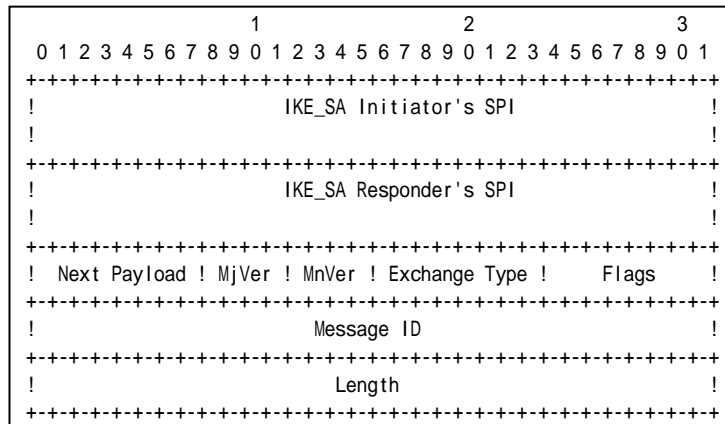 1                   2                   3
 0 1 2 3 4 5 6 7 8 9 0 1 2 3 4 5 6 7 8 9 0 1 2 3 4 5 6 7 8 9 0 1
+-+-+-+-+-+-+-+-+-+-+-+-+-+-+-+-+-+-+-+-+-+-+-+-+-+-+-+-+-+-+-+-+
!                       IKE_SA Initiator's SPI                  !
!                                                               !
+-+-+-+-+-+-+-+-+-+-+-+-+-+-+-+-+-+-+-+-+-+-+-+-+-+-+-+-+-+-+-+-+
!                       IKE_SA Responder's SPI                  !
!                                                               !
+-+-+-+-+-+-+-+-+-+-+-+-+-+-+-+-+-+-+-+-+-+-+-+-+-+-+-+-+-+-+-+-+
!  Next Payload ! MjVer ! MnVer ! Exchange Type !     Flags     !
+-+-+-+-+-+-+-+-+-+-+-+-+-+-+-+-+-+-+-+-+-+-+-+-+-+-+-+-+-+-+-+-+
!                          Message ID                           !
+-+-+-+-+-+-+-+-+-+-+-+-+-+-+-+-+-+-+-+-+-+-+-+-+-+-+-+-+-+-+-+-+
!                            Length                             !
+-+-+-+-+-+-+-+-+-+-+-+-+-+-+-+-+-+-+-+-+-+-+-+-+-+-+-+-+-+-+-+-+